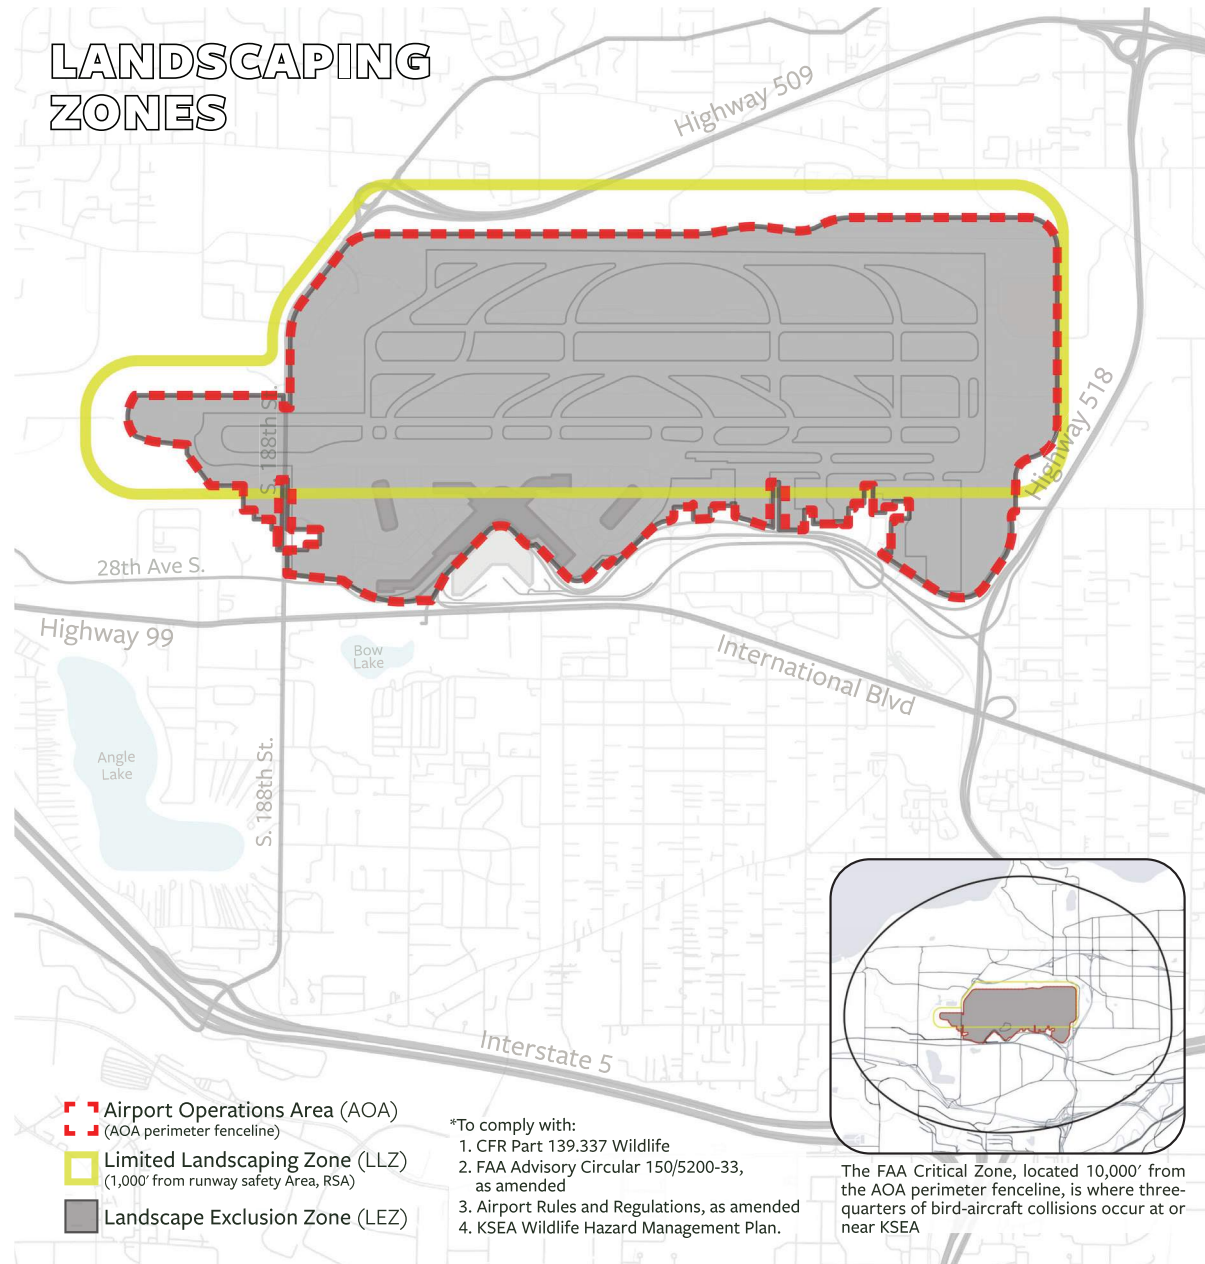 LANDSCAPING
ZONES
Highway 509
Highway 518
S. 188th St.
28th Ave S.
Highway 99
Bow
Lake
International Blvd
Angle
Lake
S. 188th St.
Interstate 5
Airport Operations Area (AOA)
(AOA perimeter fenceline)
Limited Landscaping Zone (LLZ)
(1,000′ from runway safety Area, RSA)
Landscape Exclusion Zone (LEZ)
*To comply with:
1. CFR Part 139.337 Wildlife
2. FAA Advisory Circular 150/5200-33,
as amended
3. Airport Rules and Regulations, as amended
4. KSEA Wildlife Hazard Management Plan.
The FAA Critical Zone, located 10,000′ from
the AOA perimeter fenceline, is where three-
quarters of bird-aircraft collisions occur at or
near KSEA